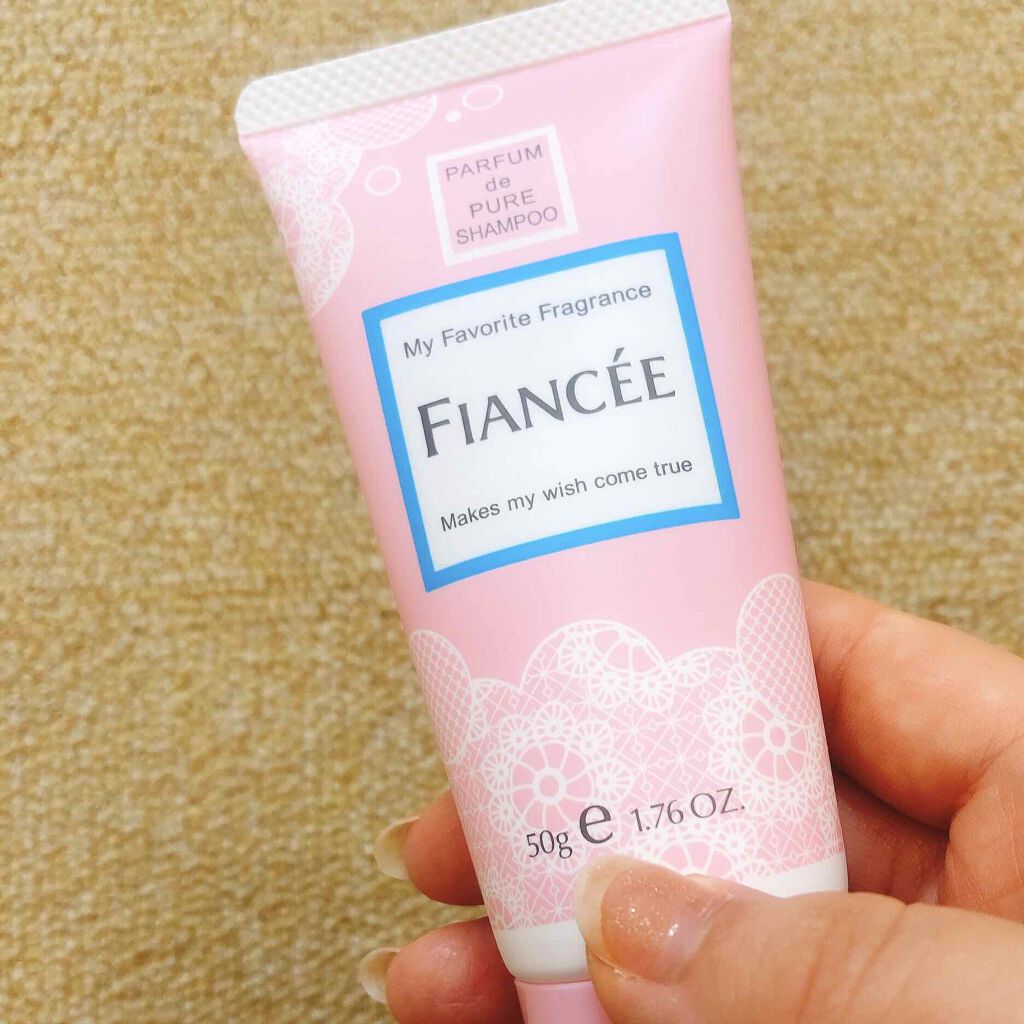 PARFUM
de
PURE
SHAMPOO
My Favorite Fragrance
FIANCÉE
Makes my wish come true
50g e 1.76 OZ.